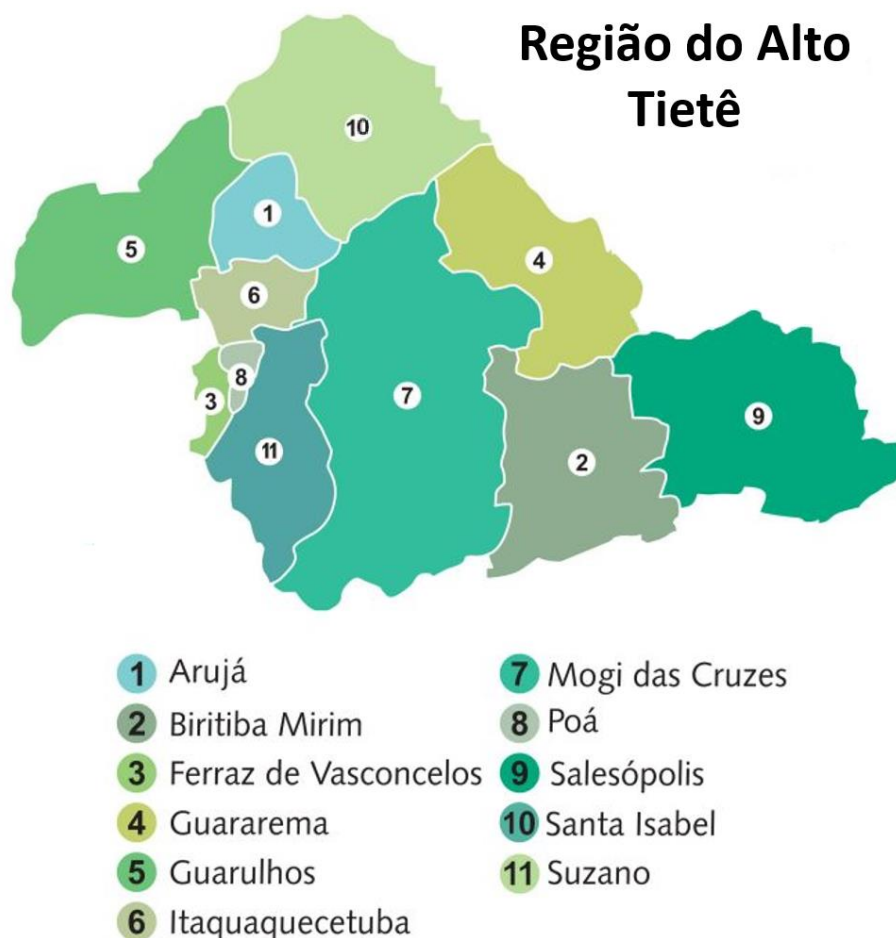 Região do Alto
Tietê
10
1
5
4
6
8
3
7
9
11
2
1 Arujá
2 Biritiba Mirim
3 Ferraz de Vasconcelos
4 Guararema
5 Guarulhos
6 Itaquaquecetuba
7 Mogi das Cruzes
8 Poá
9 Salesópolis
10 Santa Isabel
11 Suzano